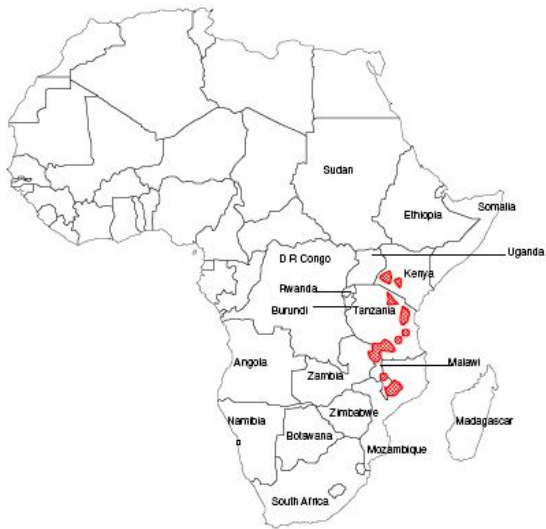 Sudan
Ethiopia
Somalia
Uganda
D R Congo
Kenya
Rwanda
Burundi
Tanzania
Angola
Zambia
Malawi
Zimbabwe
Namibia
Botswana
Mozambique
Madagascar
South Africa